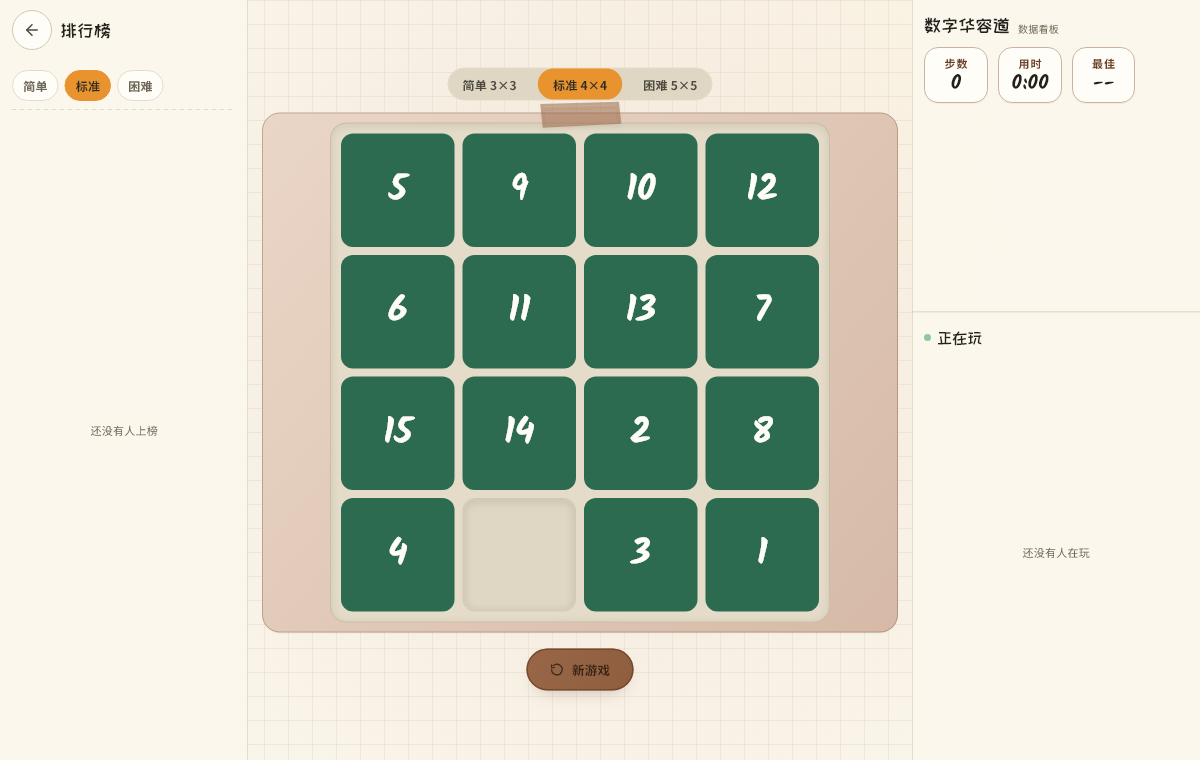 排行榜
简单 标准 困难
还没有人上榜
简单 3×3 标准 4×4 困难 5×5
5 9 10 12
6 11 13 7
15 14 2 8
4 3 1
新游戏
数字华容道 数据看板
步数 用时 最佳
0 0:00 --
正在玩
还没有人在玩